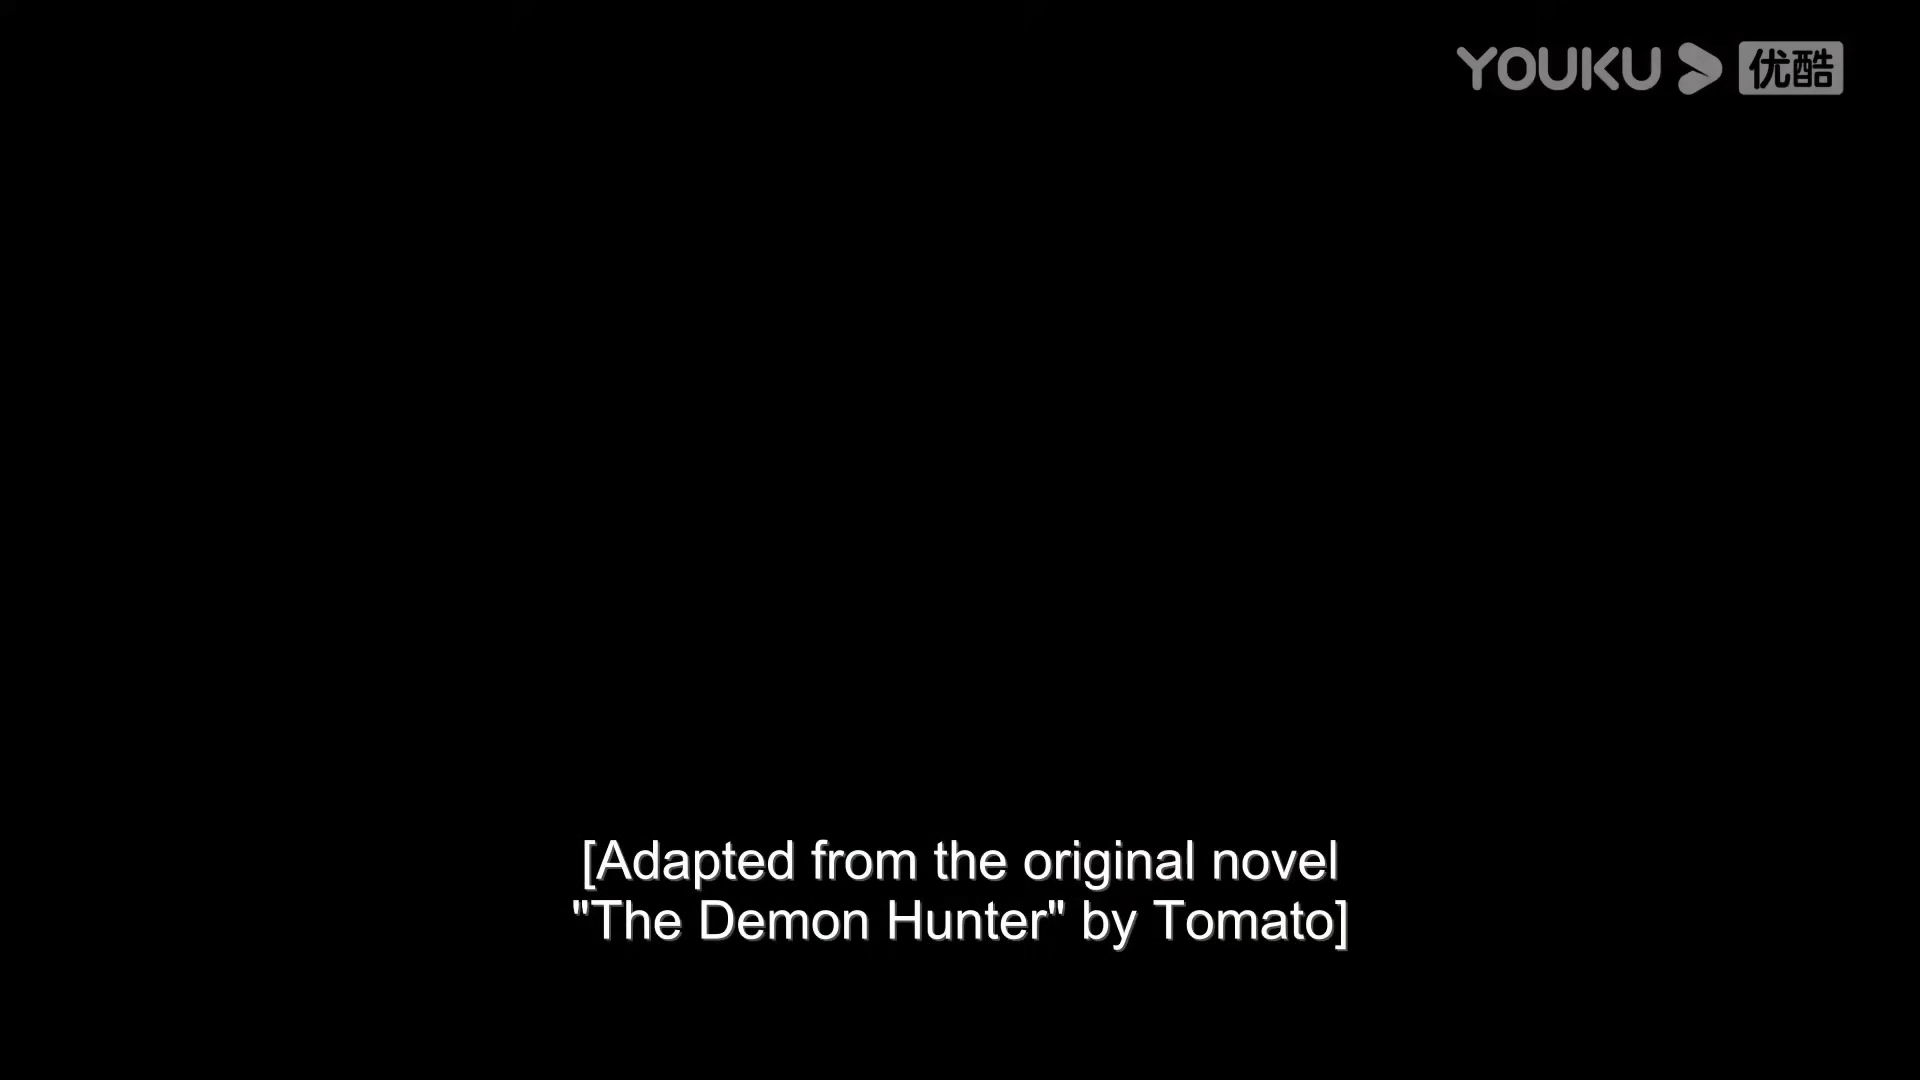 YOUKU 优酷
[Adapted from the original novel
"The Demon Hunter" by Tomato]